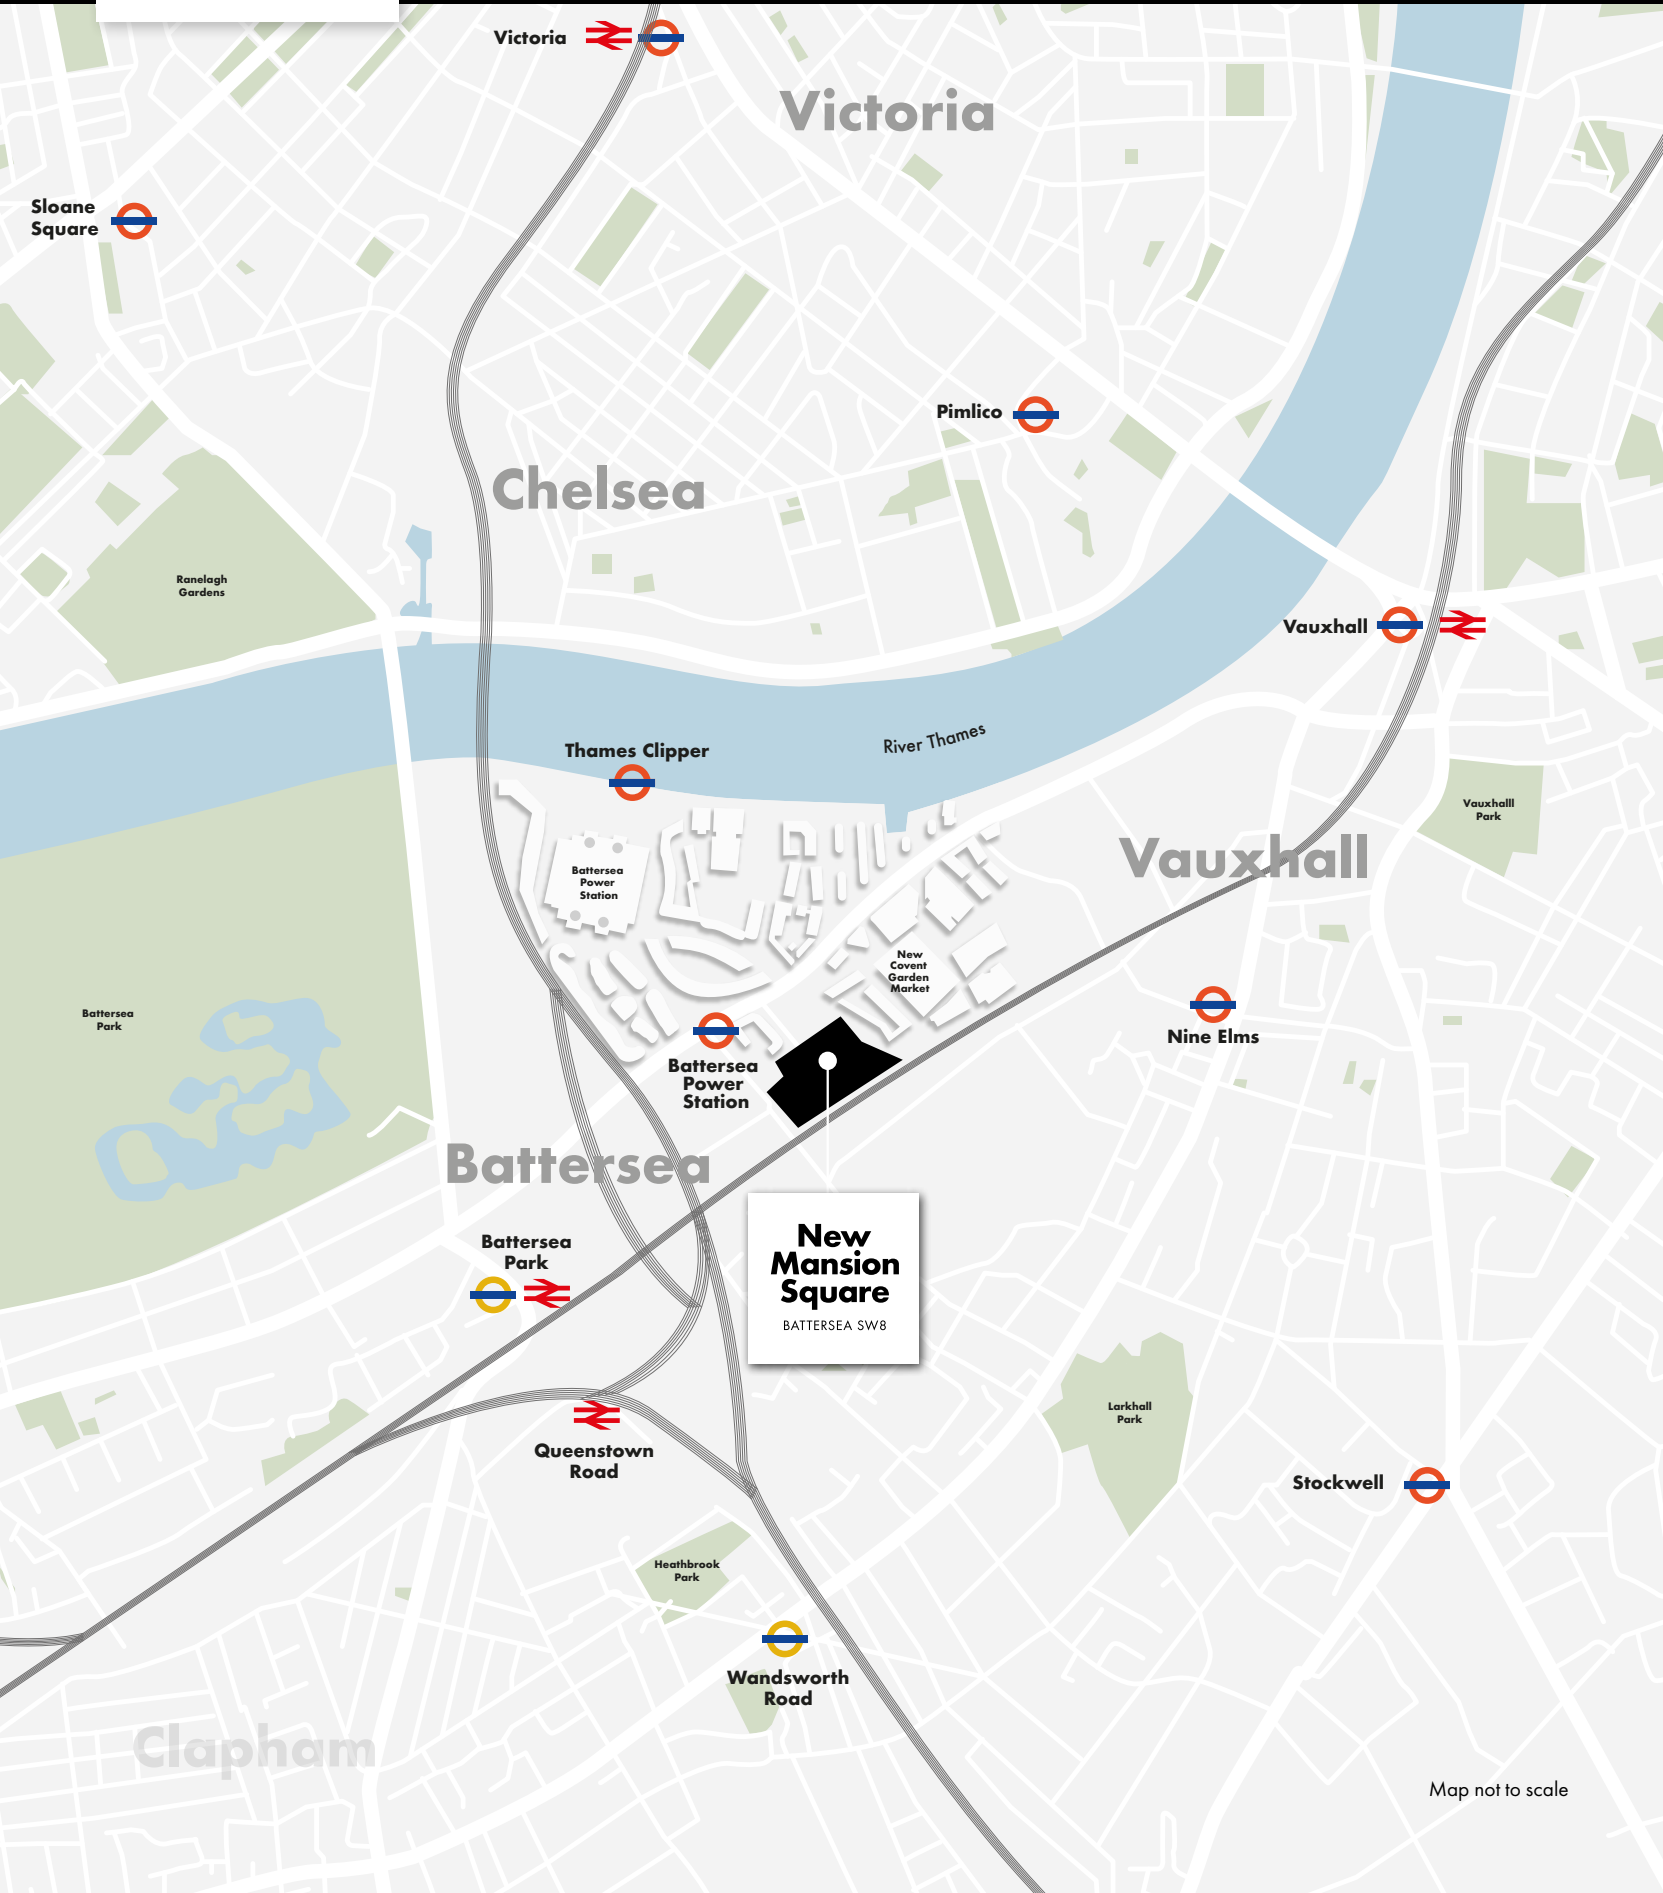 Victoria
Victoria
Sloane
Square
Pimlico
Chelsea
Ranelagh
Gardens
Vauxhall
River Thames
Thames Clipper
Vauxhalll
Park
Vauxhall
Battersea
Power
Station
New
Covent
Garden
Market
Battersea
Park
Nine Elms
Battersea
Power
Station
Battersea
New
Mansion
Square
BATTERSEA SW8
Battersea
Park
Larkhall
Park
Queenstown
Road
Stockwell
Heathbrook
Park
Wandsworth
Road
Clapham
Map not to scale